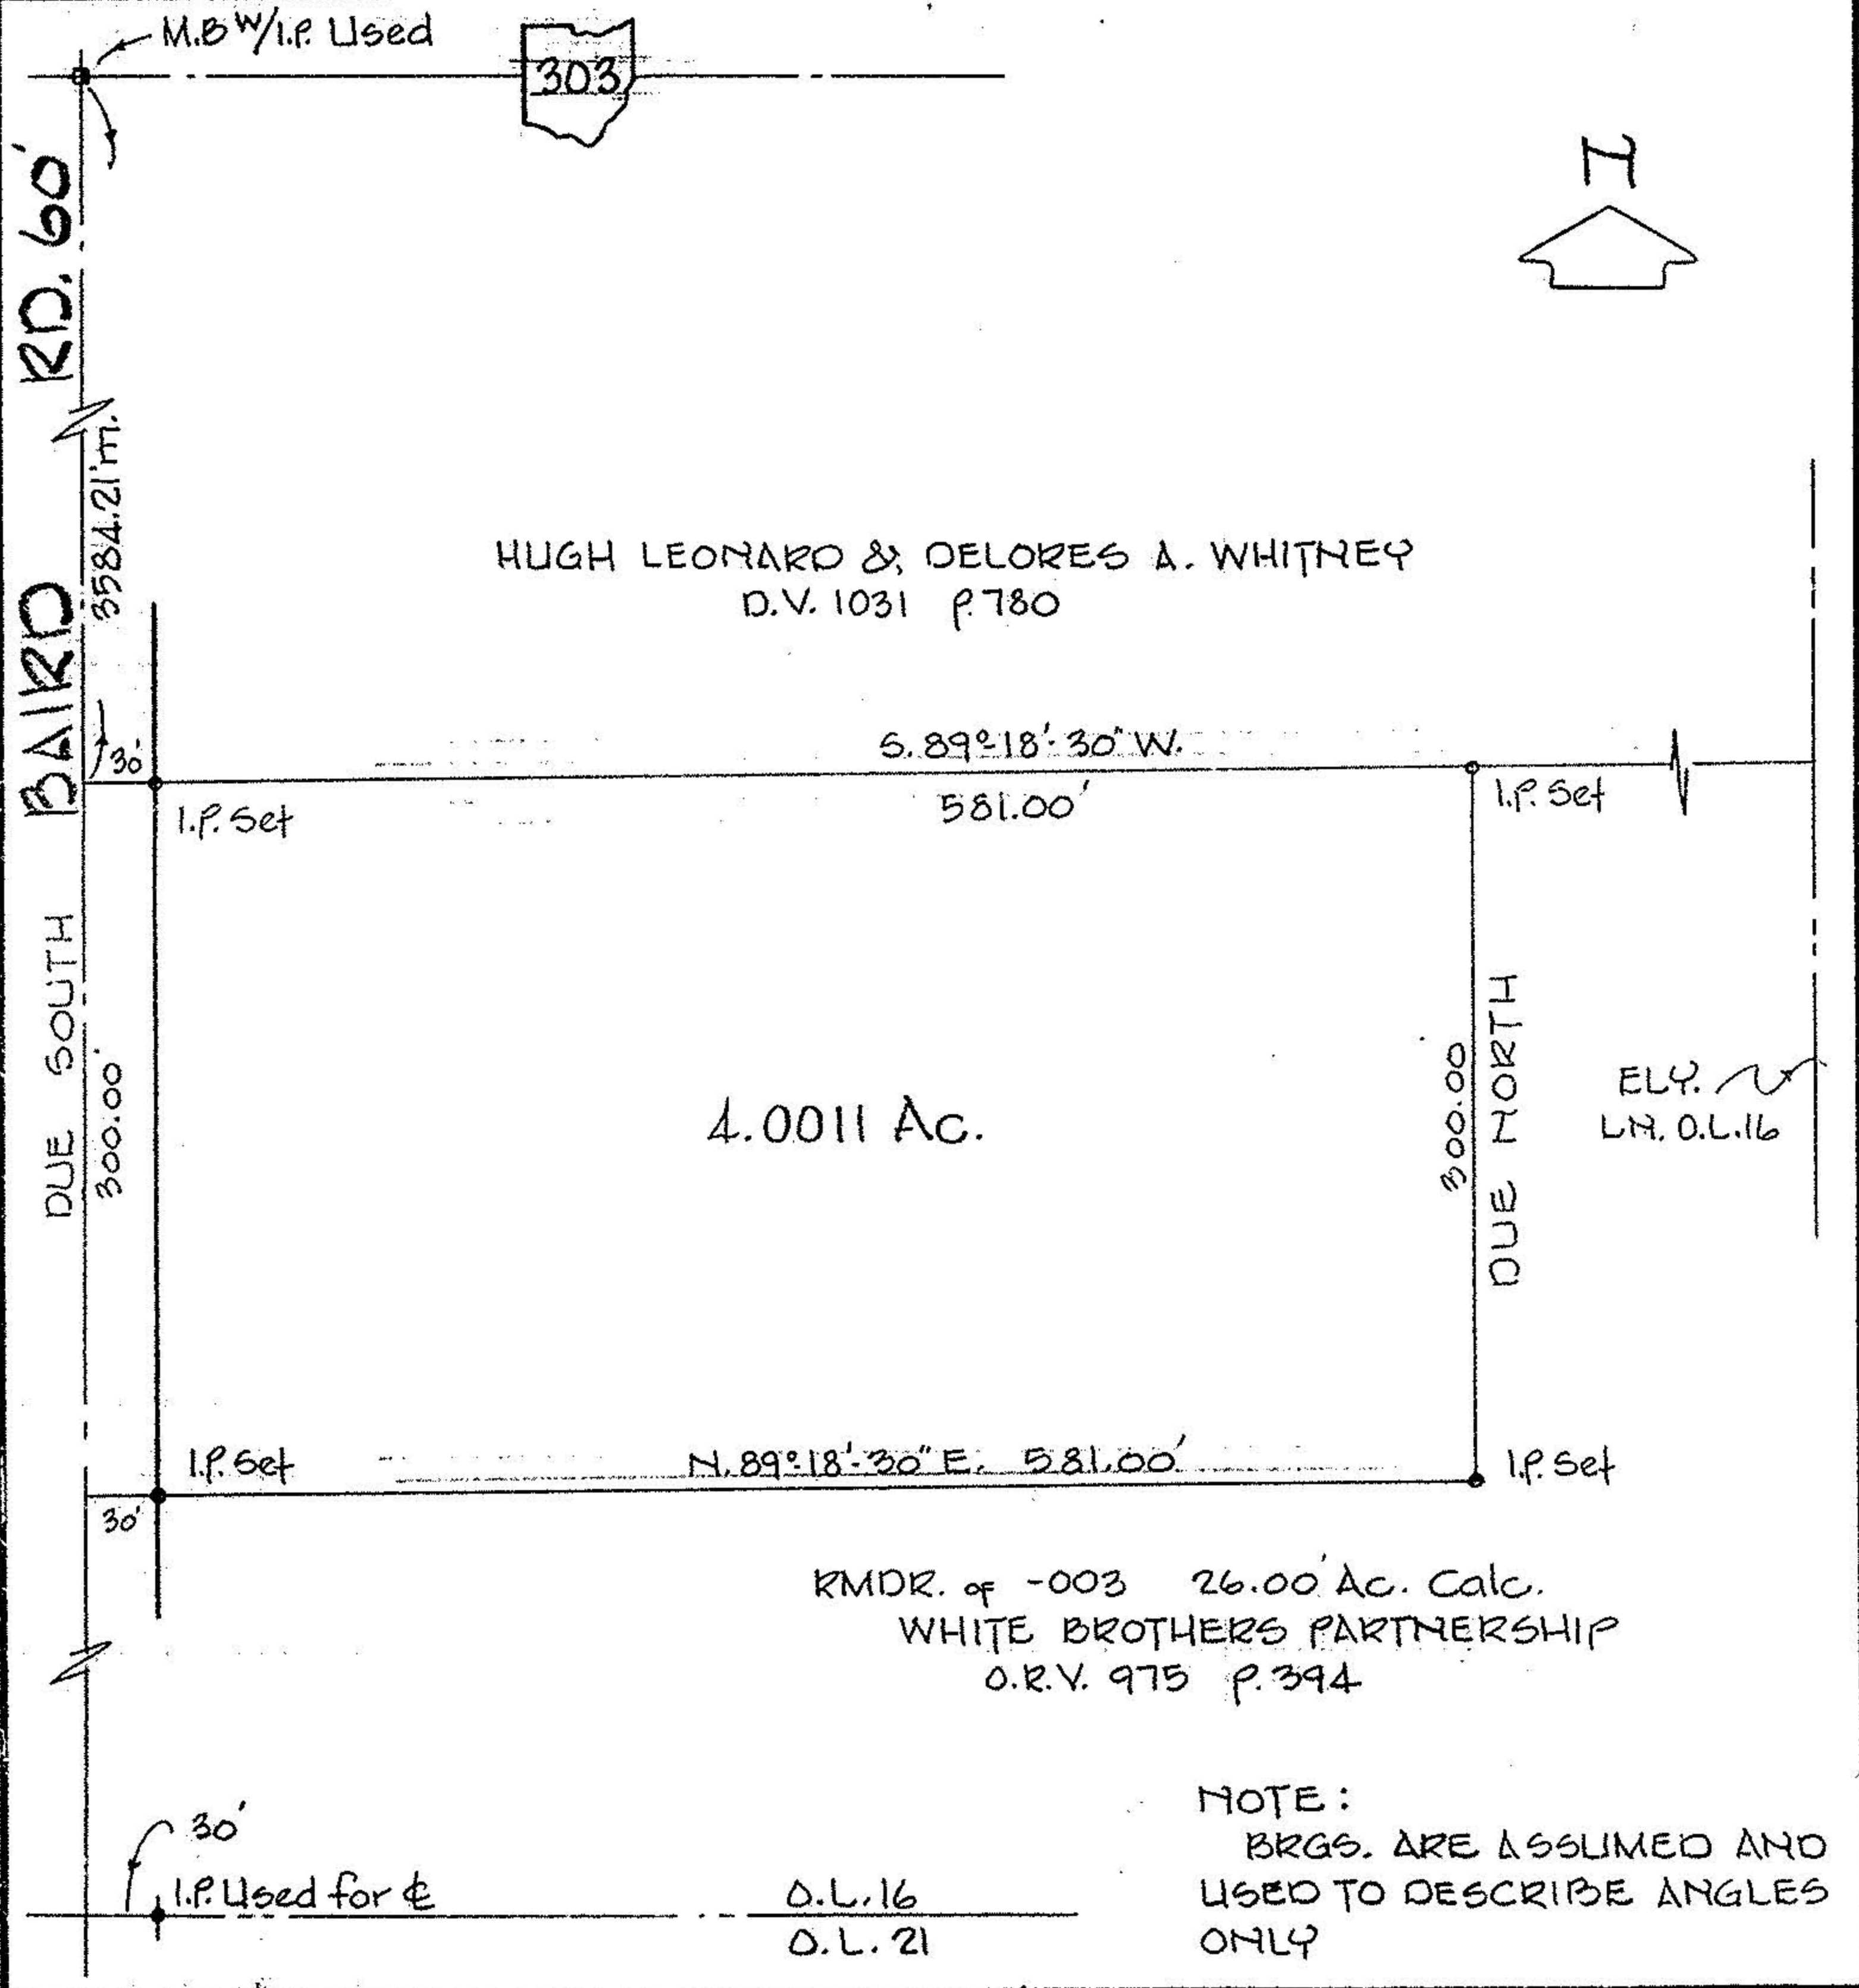 M.B W/I.P. Used
303
N
BAIRD RD. 60'
3584.21' m.
HUGH LEONARD & DELORES A. WHITNEY
D.V. 1031 P. 780
30'
S. 89°-18'-30" W.
581.00'
I.P. Set
I.P. Set
DUE SOUTH
300.00'
4.0011 Ac.
300.00
DUE NORTH
ELY.
LN. O.L.16
I.P. Set
N. 89°-18'-30" E. 581.00'
I.P. Set
30'
RMDR. of -003 26.00 Ac. Calc.
WHITE BROTHERS PARTNERSHIP
O.R.V. 975 P. 394
30'
I.P. Used for ℄
O.L. 16
O.L. 21
NOTE:
BRGS. ARE ASSUMED AND
USED TO DESCRIBE ANGLES
ONLY